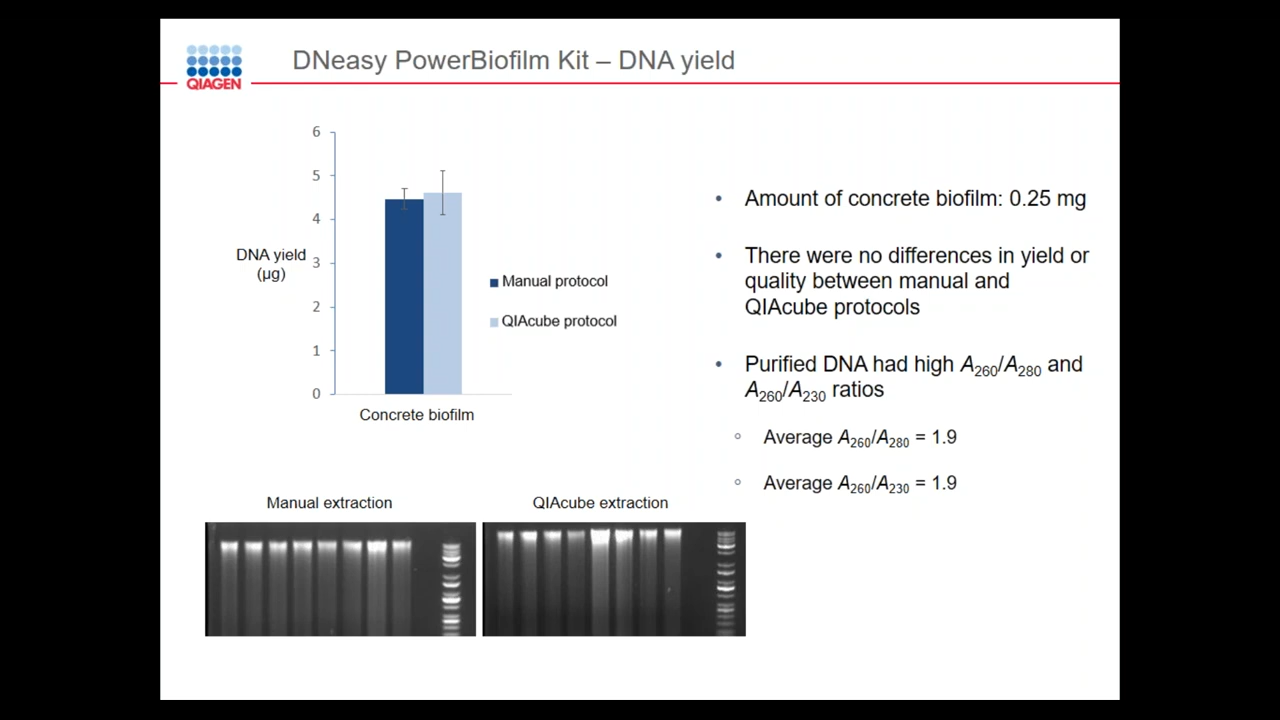 QIAGEN
DNeasy PowerBiofilm Kit – DNA yield
6
5
4
3
2
1
0
DNA yield
(µg)
Manual protocol
QIAcube protocol
Concrete biofilm
• Amount of concrete biofilm: 0.25 mg
• There were no differences in yield or
quality between manual and
QIAcube protocols
• Purified DNA had high A260/A280 and
A260/A230 ratios
○ Average A260/A280 = 1.9
○ Average A260/A230 = 1.9
Manual extraction
QIAcube extraction